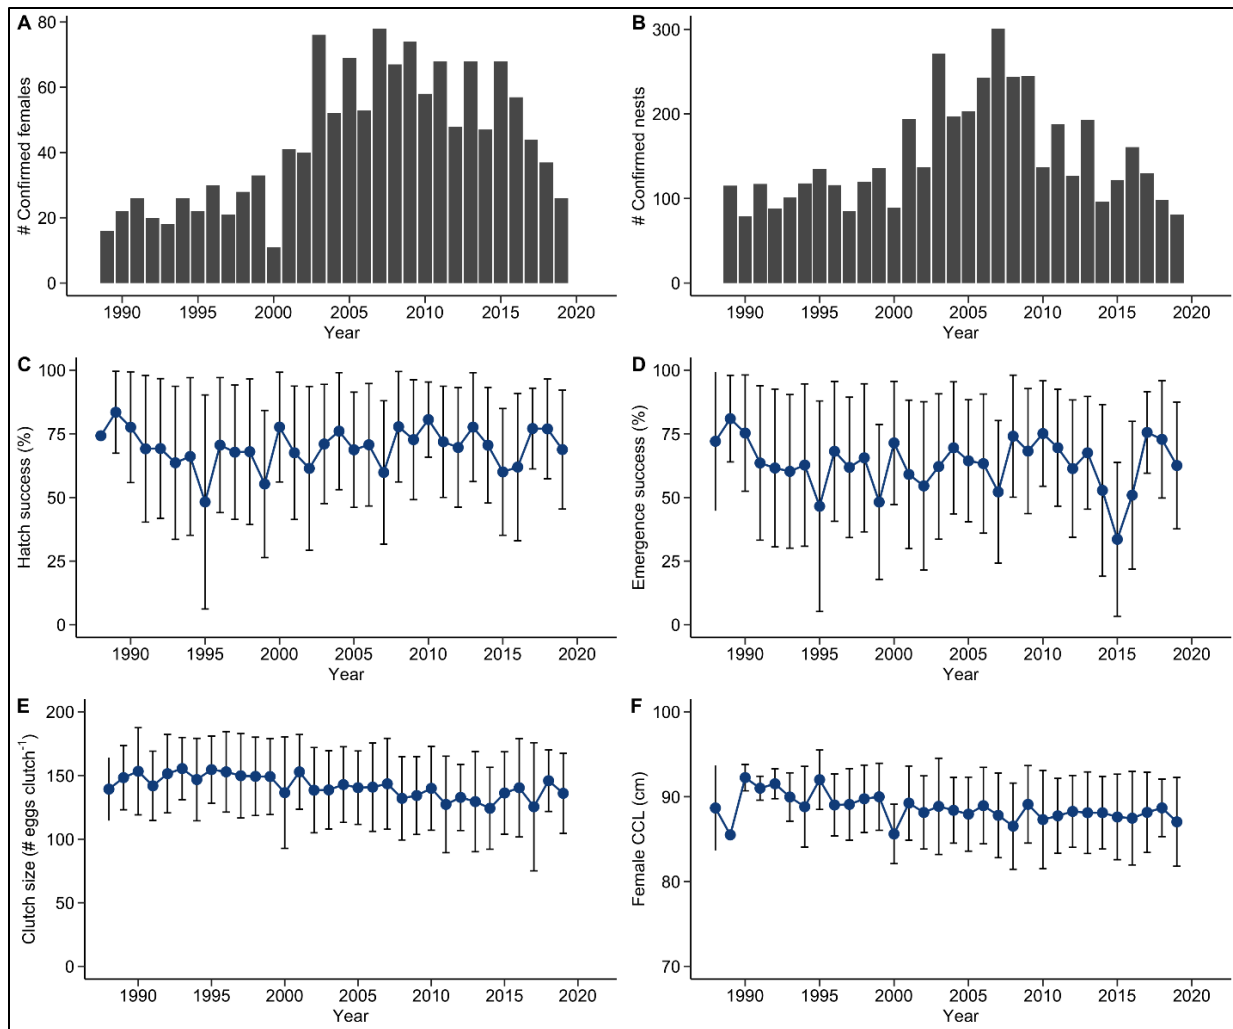 A
80
60
40
20
0
# Confirmed females
1990 1995 2000 2005 2010 2015 2020
Year
B
300
200
100
0
# Confirmed nests
1990 1995 2000 2005 2010 2015 2020
Year
C
100
75
50
25
0
Hatch success (%)
1990 1995 2000 2005 2010 2015 2020
Year
D
100
75
50
25
0
Emergence success (%)
1990 1995 2000 2005 2010 2015 2020
Year
E
200
150
100
50
0
Clutch size (# eggs clutch⁻¹)
1990 1995 2000 2005 2010 2015 2020
Year
F
100
90
80
70
Female CCL (cm)
1990 1995 2000 2005 2010 2015 2020
Year